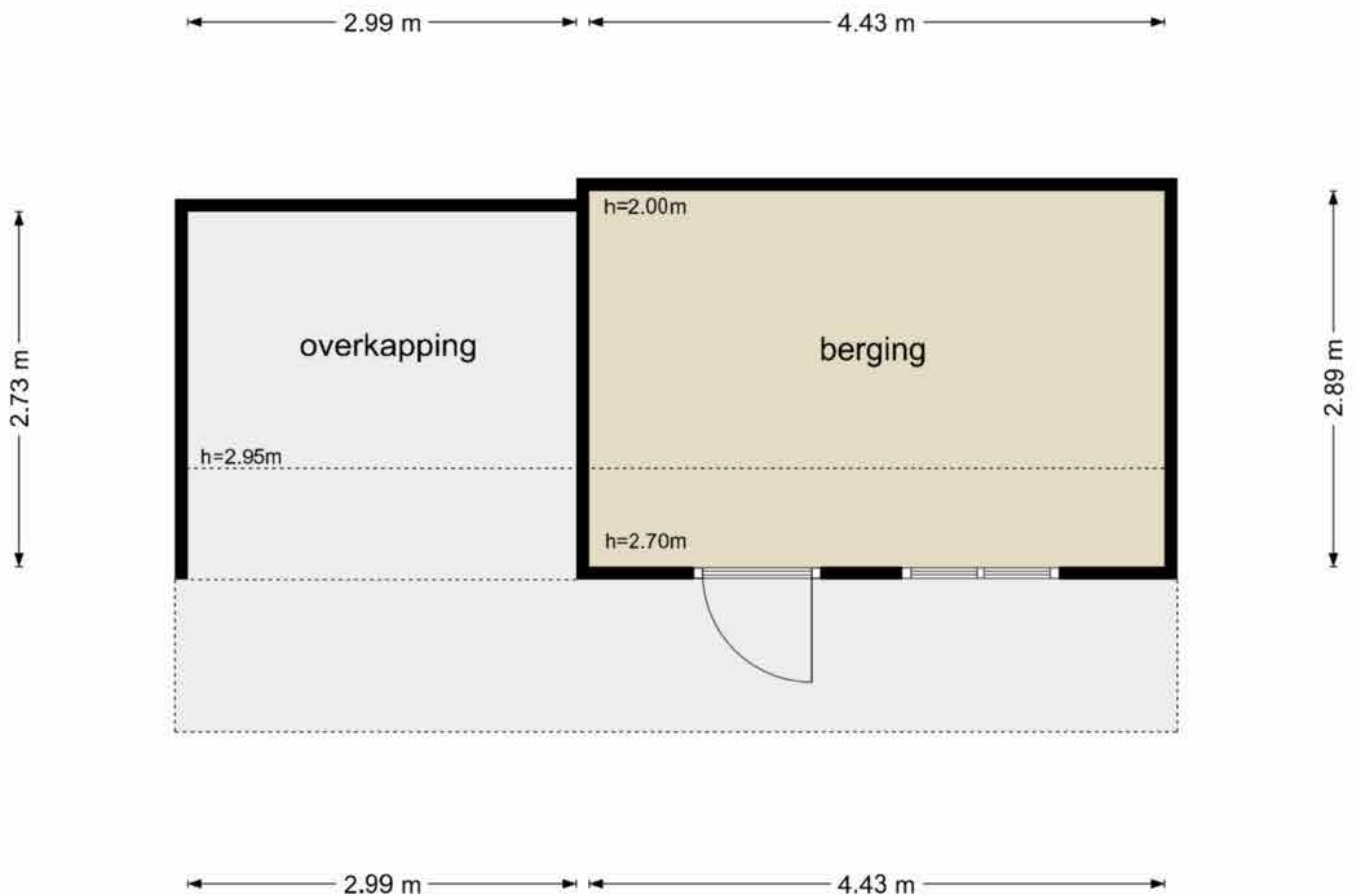 2.99 m
4.43 m
h=2.00m
overkapping
berging
2.73 m
2.89 m
h=2.95m
h=2.70m
2.99 m
4.43 m